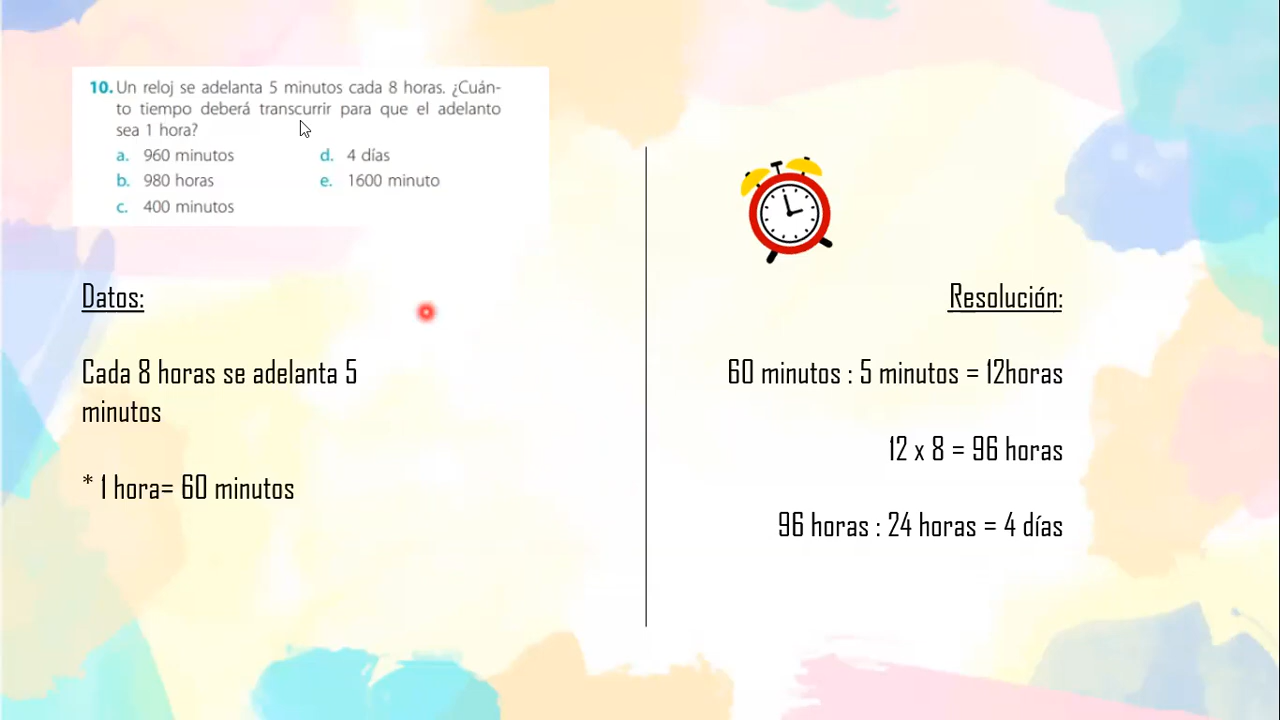 10. Un reloj se adelanta 5 minutos cada 8 horas. ¿Cuán-
to tiempo deberá transcurrir para que el adelanto
sea 1 hora?
a. 960 minutos
b. 980 horas
c. 400 minutos
d. 4 días
e. 1600 minuto
Datos:
Cada 8 horas se adelanta 5
minutos
* 1 hora= 60 minutos
Resolución:
60 minutos : 5 minutos = 12horas
12 x 8 = 96 horas
96 horas : 24 horas = 4 días